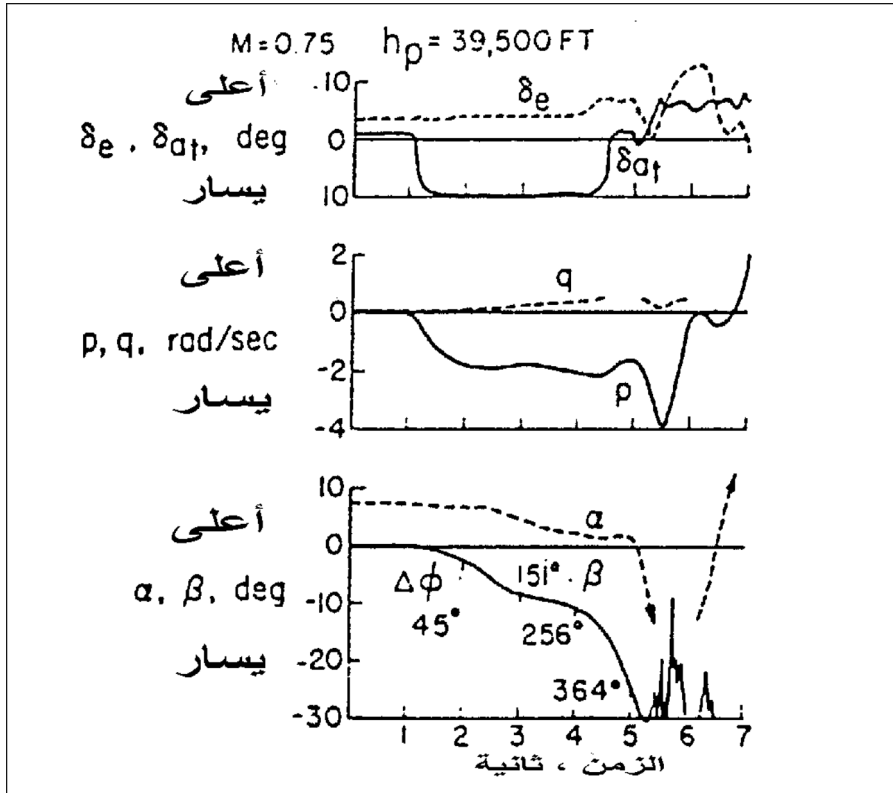 M = 0.75 hp = 39,500 FT
أعلى
δe , δat, deg
يسار
10
0
10
δe
δat
أعلى
p, q, rad/sec
يسار
2
0
-2
-4
q
p
أعلى
α, β, deg
يسار
10
0
-10
-20
-30
α
Δφ
151° β
45°
256°
364°
1 2 3 4 5 6 7
الزمن ، ثانية